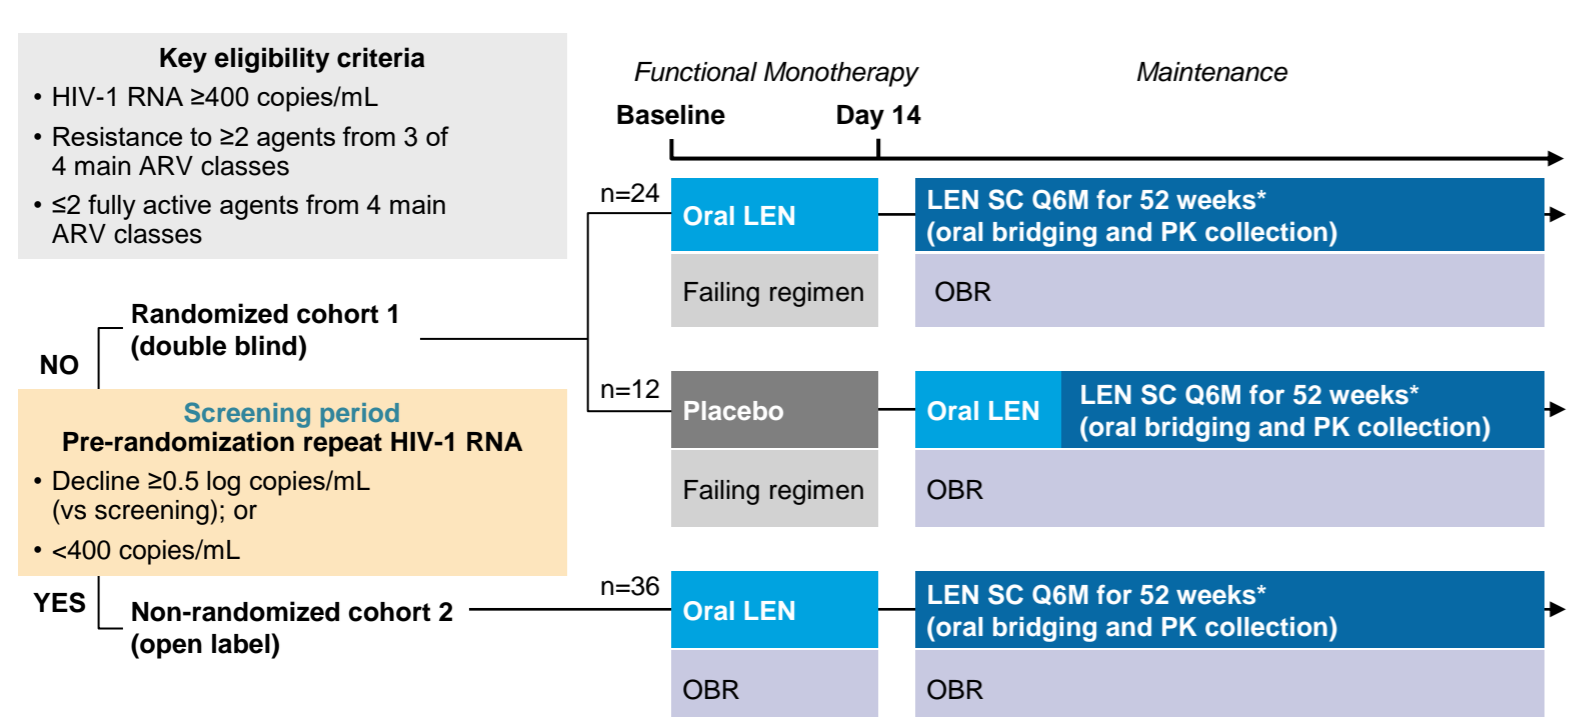 Key eligibility criteria
• HIV-1 RNA ≥400 copies/mL
• Resistance to ≥2 agents from 3 of
4 main ARV classes
• ≤2 fully active agents from 4 main
ARV classes
Functional Monotherapy
Maintenance
Baseline
Day 14
NO
Randomized cohort 1
(double blind)
Screening period
Pre-randomization repeat HIV-1 RNA
• Decline ≥0.5 log copies/mL
(vs screening); or
• <400 copies/mL
YES
Non-randomized cohort 2
(open label)
n=24
Oral LEN
LEN SC Q6M for 52 weeks*
(oral bridging and PK collection)
Failing regimen
OBR
n=12
Placebo
Oral LEN
LEN SC Q6M for 52 weeks*
(oral bridging and PK collection)
Failing regimen
OBR
n=36
Oral LEN
LEN SC Q6M for 52 weeks*
(oral bridging and PK collection)
OBR
OBR